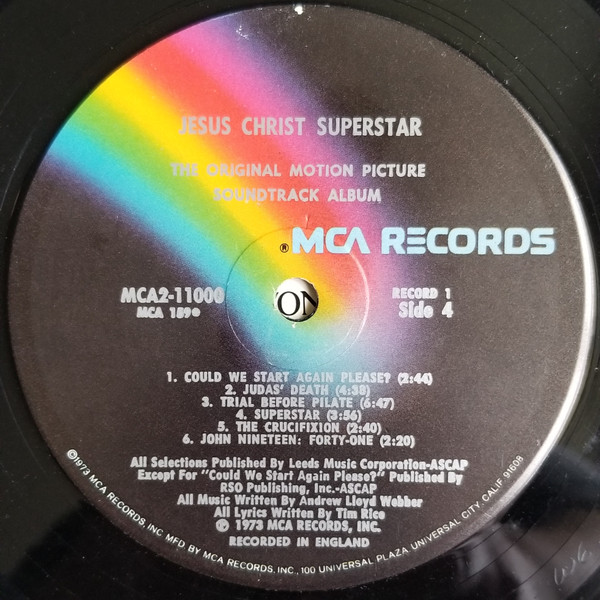 JESUS CHRIST SUPERSTAR
THE ORIGINAL MOTION PICTURE
SOUNDTRACK ALBUM
®MCA RECORDS
MCA2-11000
MCA 189
RECORD 1
Side 4
ON
1. COULD WE START AGAIN PLEASE? (2:44)
2. JUDAS' DEATH (4:38)
3. TRIAL BEFORE PILATE (6:47)
4. SUPERSTAR (3:56)
5. THE CRUCIFIXION (2:40)
6. JOHN NINETEEN: FORTY-ONE (2:20)
All Selections Published By Leeds Music Corporation-ASCAP
Except For "Could We Start Again Please?" Published By
RSO Publishing, Inc.-ASCAP
All Music Written By Andrew Lloyd Webber
All Lyrics Written By Tim Rice
℗ 1973 MCA RECORDS, INC.
RECORDED IN ENGLAND
©1973 MCA RECORDS, INC MFD BY MCA RECORDS, INC., 100 UNIVERSAL PLAZA, UNIVERSAL CITY, CALIF. 91608